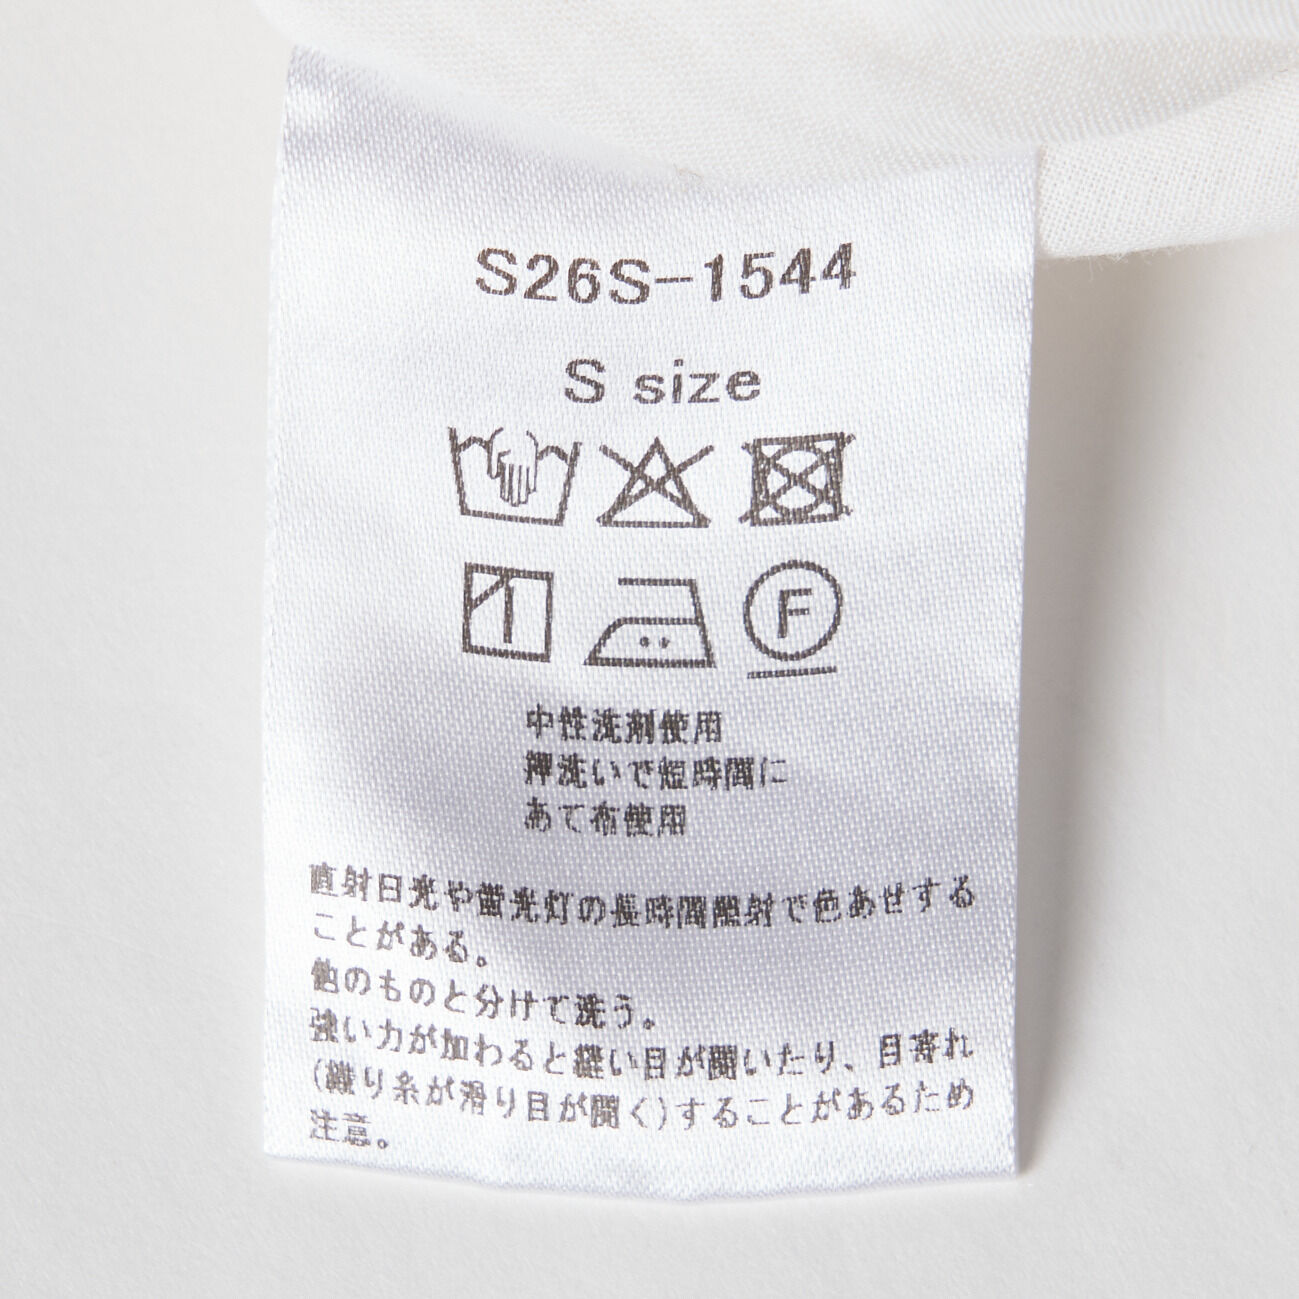 S26S-1544
S size
F
中性洗剤使用
押洗いで短時間に
あて布使用
直射日光や蛍光灯の長時間照射で色あせする
ことがある。
他のものと分けて洗う。
強い力が加わると縫い目が開いたり、目寄れ
(織り糸が滑り目が開く)することがあるため
注意。